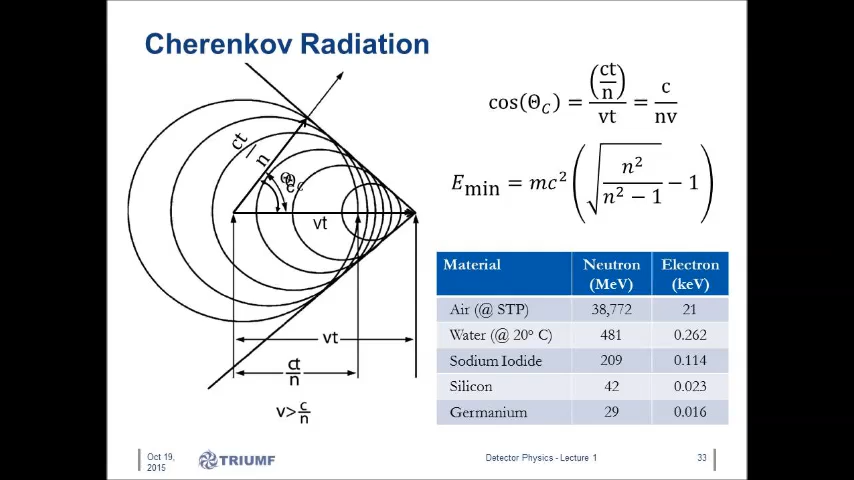 Cherenkov Radiation
ct/n
Θc
vt
vt
ct/n
v>c/n
cos(Θ_C) = (ct/n)/vt = c/nv
E_min = mc²(√(n²/(n² − 1)) − 1)
Material Neutron (MeV) Electron (keV)
Air (@ STP) 38,772 21
Water (@ 20° C) 481 0.262
Sodium Iodide 209 0.114
Silicon 42 0.023
Germanium 29 0.016
Oct 19,
2015
TRIUMF
Detector Physics - Lecture 1
33